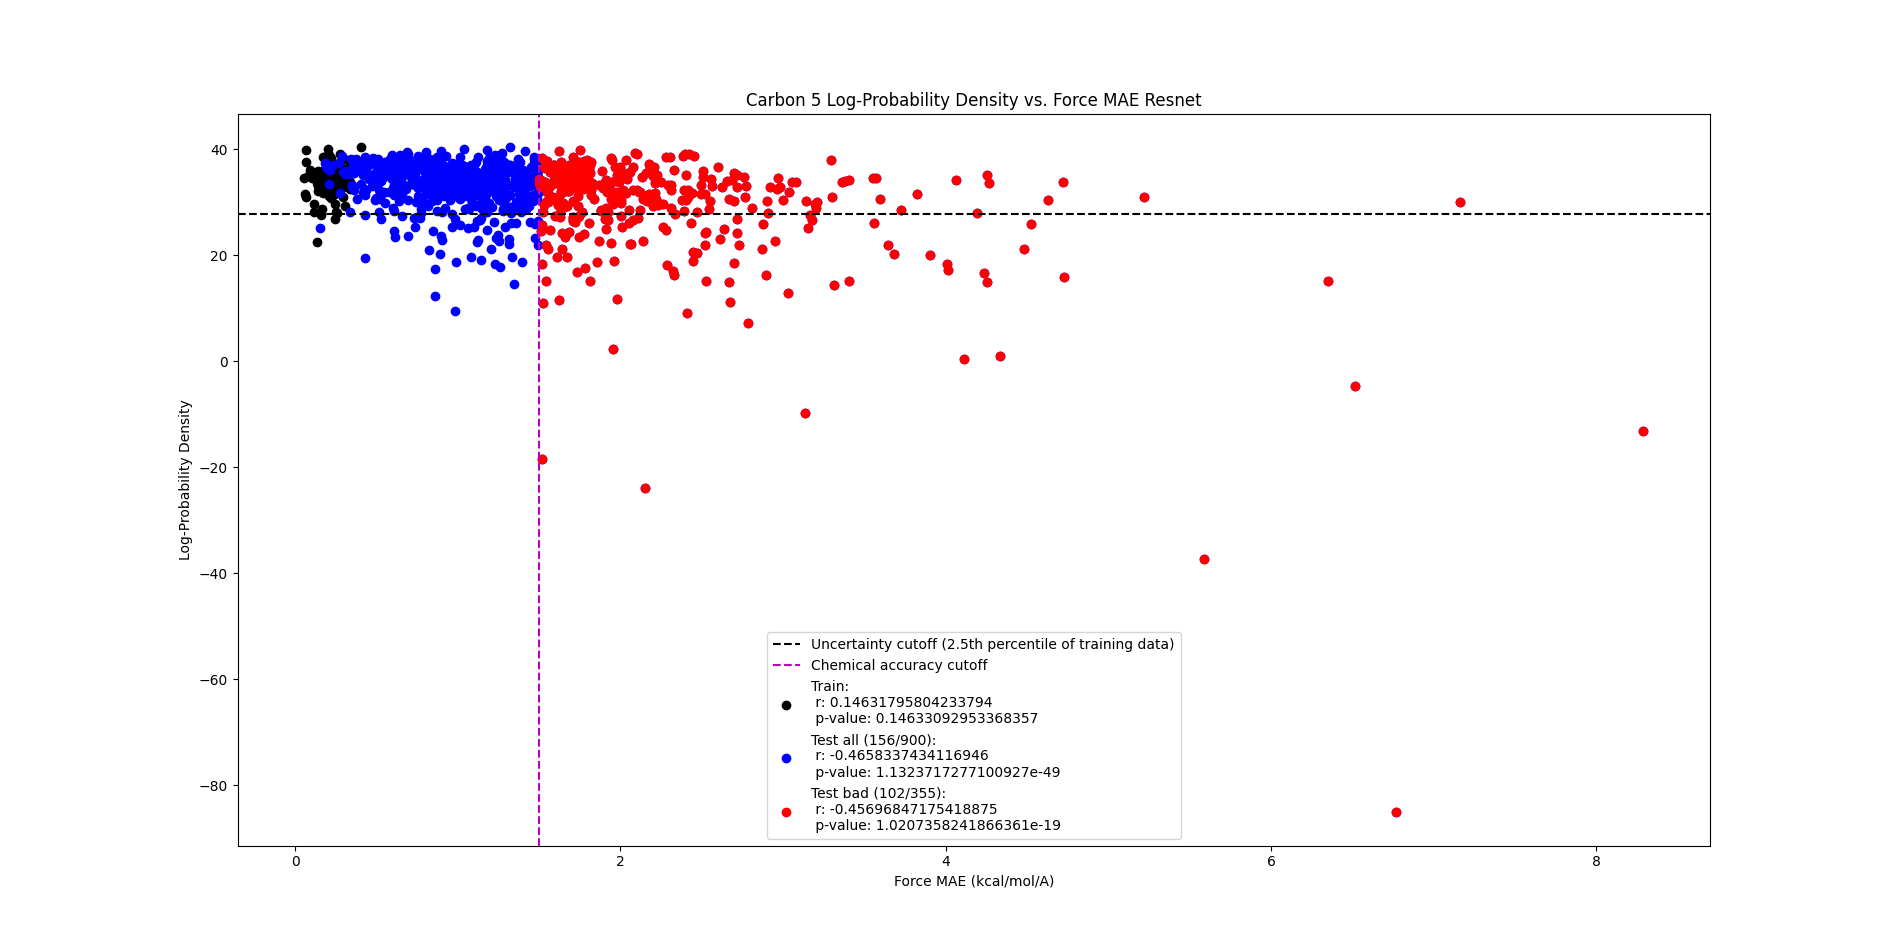 Carbon 5 Log-Probability Density vs. Force MAE Resnet
40
20
0
−20
−40
−60
−80
Log-Probability Density
Uncertainty cutoff (2.5th percentile of training data)
Chemical accuracy cutoff
Train:
r: 0.14631795804233794
p-value: 0.14633092953368357
Test all (156/900):
r: -0.4658337434116946
p-value: 1.1323717277100927e-49
Test bad (102/355):
r: -0.45696847175418875
p-value: 1.0207358241866361e-19
0
2
4
6
8
Force MAE (kcal/mol/A)